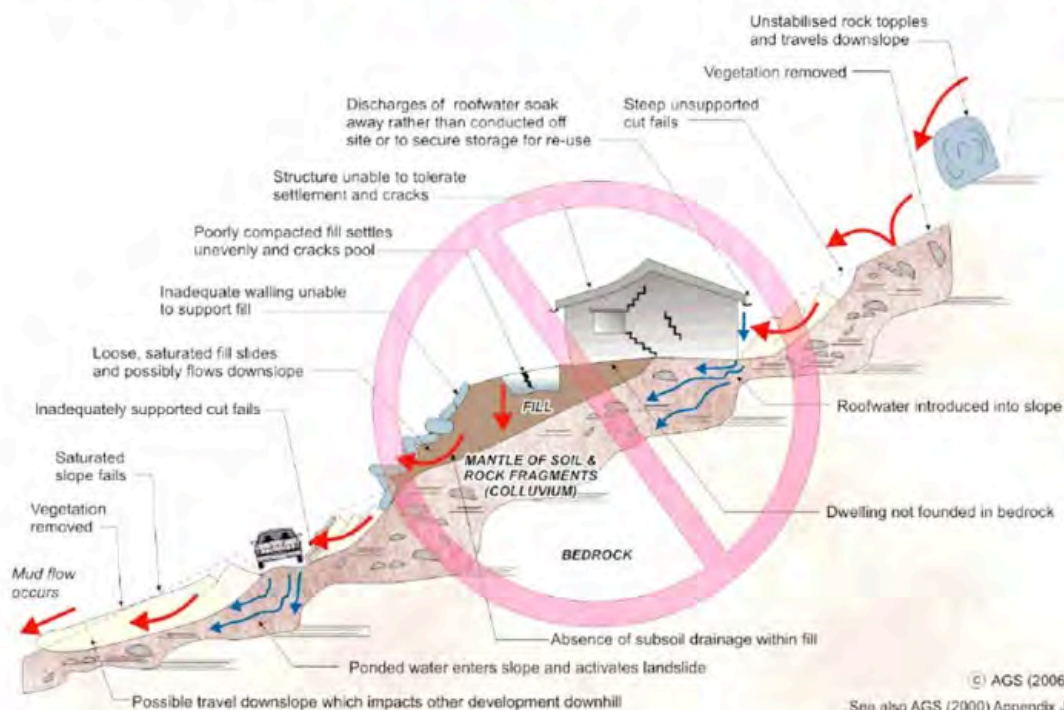 Unstabilised rock topples
and travels downslope
Vegetation removed
Discharges of roofwater soak
away rather than conducted off
site or to secure storage for re-use
Steep unsupported
cut fails
Structure unable to tolerate
settlement and cracks
Poorly compacted fill settles
unevenly and cracks pool
Inadequate walling unable
to support fill
Loose, saturated fill slides
and possibly flows downslope
Inadequately supported cut fails
Roofwater introduced into slope
FILL
Saturated
slope fails
MANTLE OF SOIL &
ROCK FRAGMENTS
(COLLUVIUM)
Vegetation
removed
Dwelling not founded in bedrock
BEDROCK
Mud flow
occurs
Absence of subsoil drainage within fill
Ponded water enters slope and activates landslide
Possible travel downslope which impacts other development downhill
© AGS (2006
See also AGS (2000) Appendix